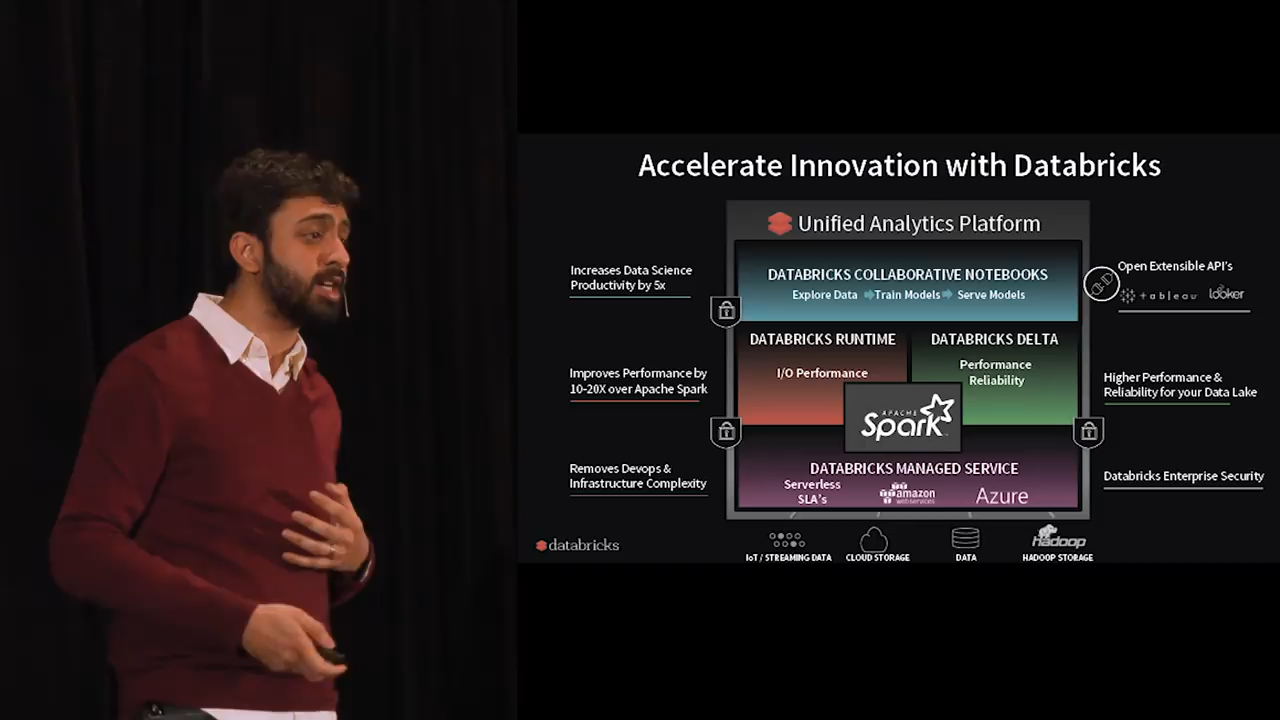 Accelerate Innovation with Databricks
Unified Analytics Platform
Increases Data Science
Productivity by 5x
DATABRICKS COLLABORATIVE NOTEBOOKS
Explore Data Train Models Serve Models
Open Extensible API's
+ableau looker
DATABRICKS RUNTIME
I/O Performance
DATABRICKS DELTA
Performance
Reliability
Improves Performance by
10-20X over Apache Spark
Higher Performance &
Reliability for your Data Lake
APACHE
Spark
Removes Devops &
Infrastructure Complexity
DATABRICKS MANAGED SERVICE
Serverless
SLA's
amazon
webservices
Azure
Databricks Enterprise Security
databricks
IoT / STREAMING DATA
CLOUD STORAGE
DATA
hadoop
HADOOP STORAGE